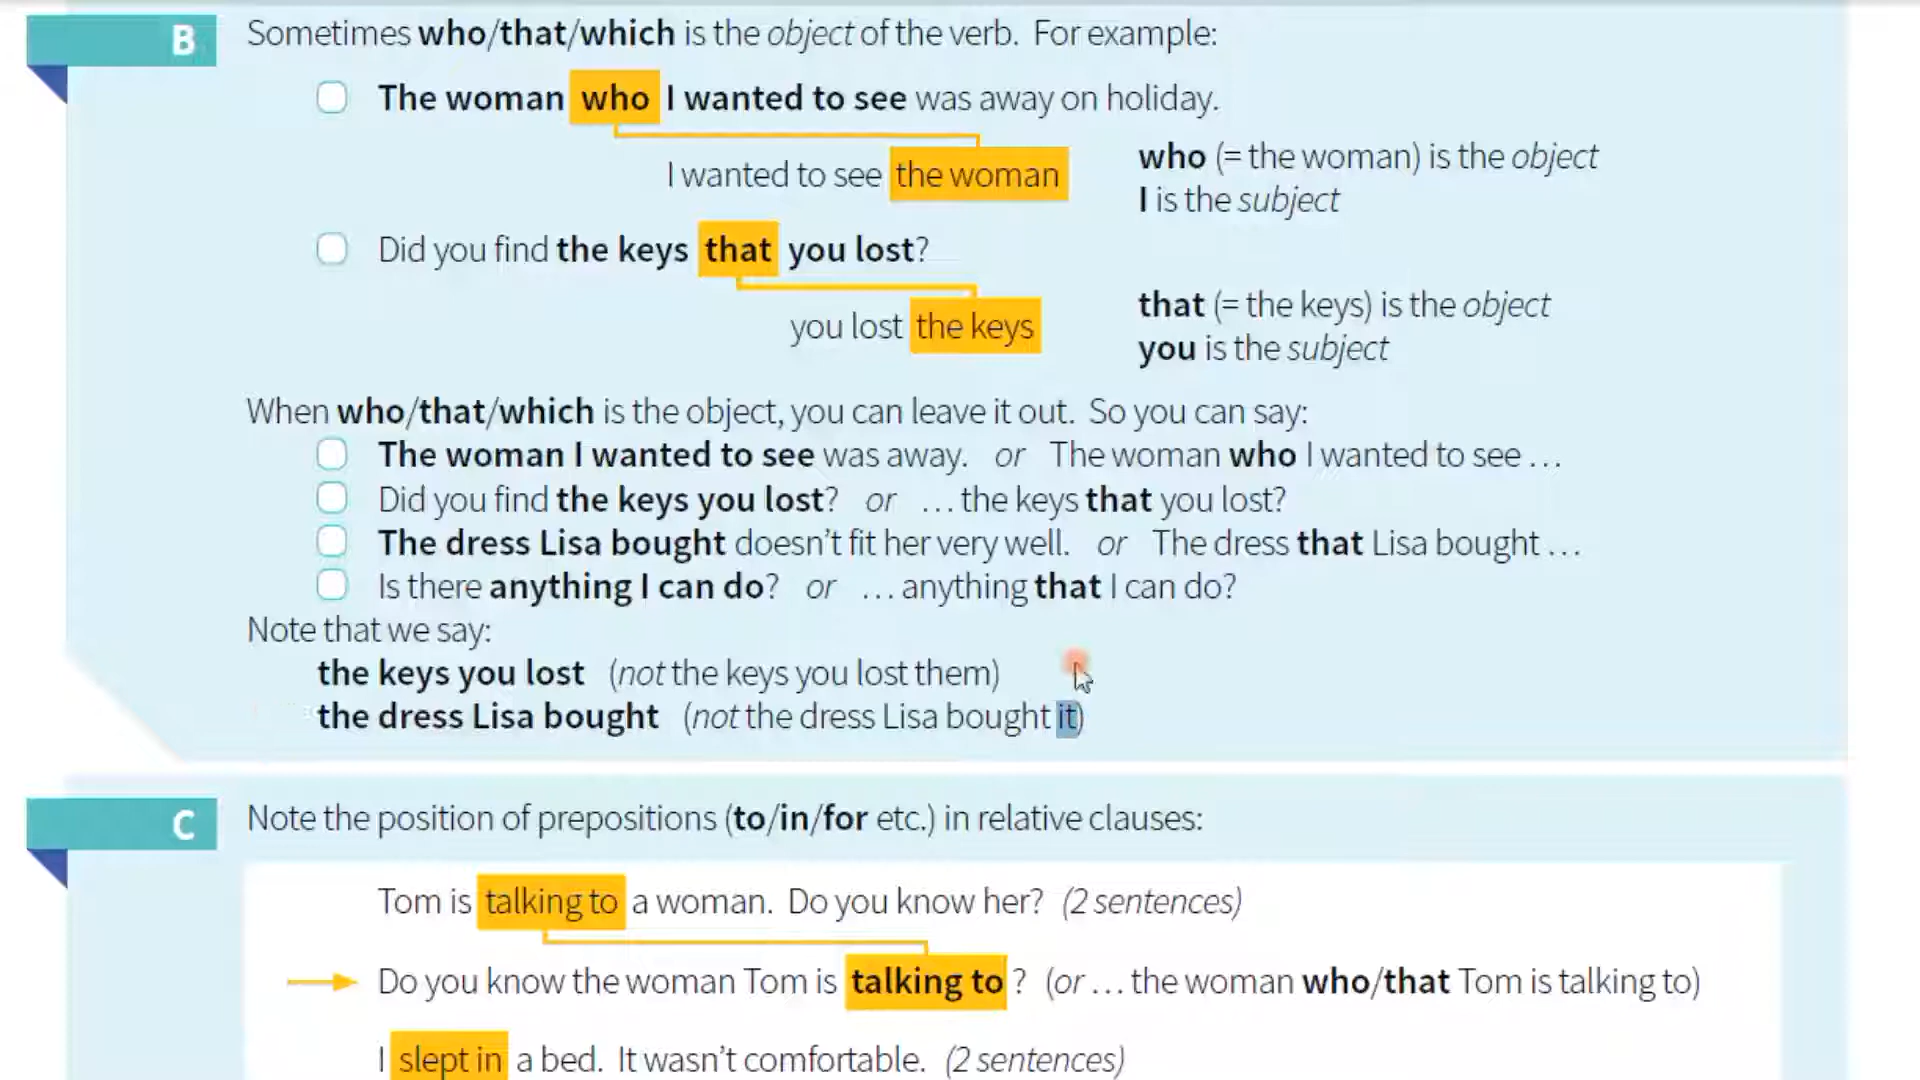 B
Sometimes who/that/which is the object of the verb. For example:
The woman who I wanted to see was away on holiday.
I wanted to see the woman
who (= the woman) is the object
I is the subject
Did you find the keys that you lost?
you lost the keys
that (= the keys) is the object
you is the subject
When who/that/which is the object, you can leave it out. So you can say:
The woman I wanted to see was away. or The woman who I wanted to see …
Did you find the keys you lost? or … the keys that you lost?
The dress Lisa bought doesn’t fit her very well. or The dress that Lisa bought …
Is there anything I can do? or … anything that I can do?
Note that we say:
the keys you lost (not the keys you lost them)
the dress Lisa bought (not the dress Lisa bought it)
C
Note the position of prepositions (to/in/for etc.) in relative clauses:
Tom is talking to a woman. Do you know her? (2 sentences)
Do you know the woman Tom is talking to ? (or … the woman who/that Tom is talking to)
I slept in a bed. It wasn’t comfortable. (2 sentences)